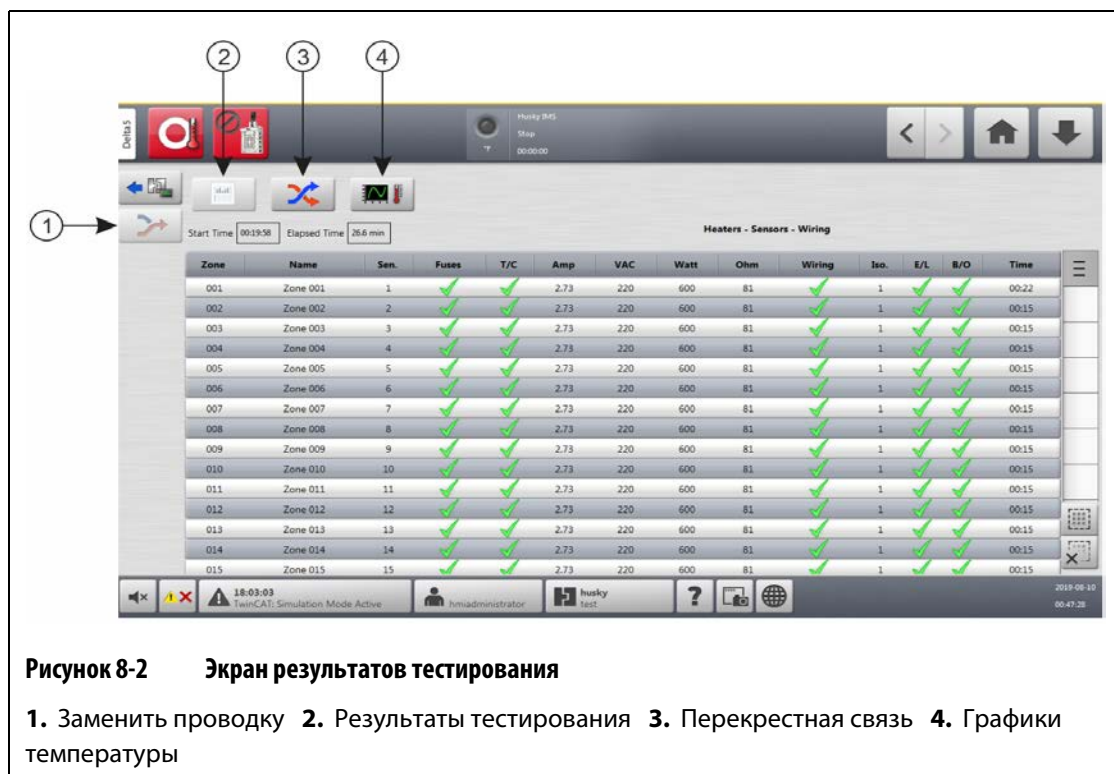 2 3 4
Delta5
Husky IMS
Stop
°F 00:00:00
1
Start Time 00:19:58 Elapsed Time 26.6 min Heaters - Sensors - Wiring
Zone Name Sen. Fuses T/C Amp VAC Watt Ohm Wiring Iso. E/L B/O Time
001 Zone 001 1 2.73 220 600 81 1 00:22
002 Zone 002 2 2.73 220 600 81 1 00:15
003 Zone 003 3 2.73 220 600 81 1 00:15
004 Zone 004 4 2.73 220 600 81 1 00:15
005 Zone 005 5 2.73 220 600 81 1 00:15
006 Zone 006 6 2.73 220 600 81 1 00:15
007 Zone 007 7 2.73 220 600 81 1 00:15
008 Zone 008 8 2.73 220 600 81 1 00:15
009 Zone 009 9 2.73 220 600 81 1 00:15
010 Zone 010 10 2.73 220 600 81 1 00:15
011 Zone 011 11 2.73 220 600 81 1 00:15
012 Zone 012 12 2.73 220 600 81 1 00:15
013 Zone 013 13 2.73 220 600 81 1 00:15
014 Zone 014 14 2.73 220 600 81 1 00:15
015 Zone 015 15 2.73 220 600 81 1 00:15
18:03:03
TwinCAT: Simulation Mode Active
hmiadministrator
husky
test
?
2019-08-10
00:47:28
Рисунок 8-2 Экран результатов тестирования
1. Заменить проводку 2. Результаты тестирования 3. Перекрестная связь 4. Графики
температуры